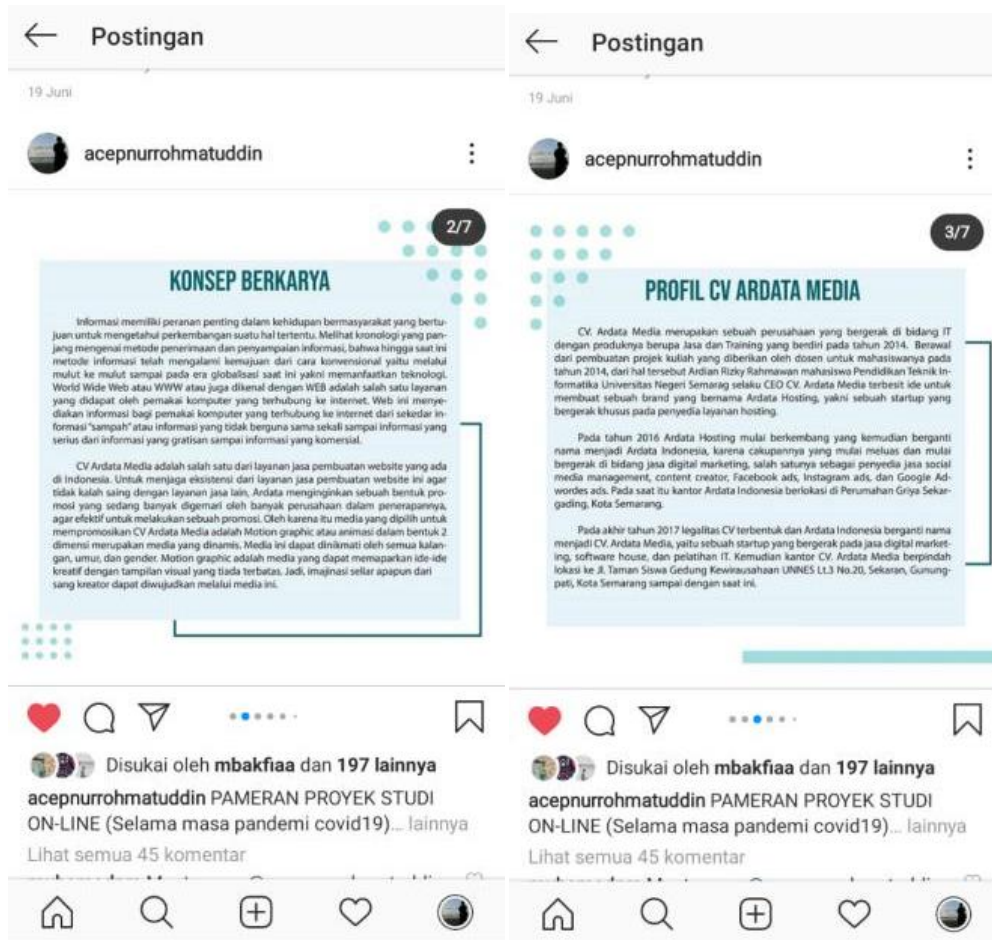 Postingan
19 Juni
acepnurrohmatuddin
2/7
KONSEP BERKARYA
Informasi memiliki peranan penting dalam kehidupan bermasyarakat yang bertu-
juan untuk mengetahui perkembangan suatu hal tertentu. Melihat kronologi yang pan-
jang mengenai metode penerimaan dan penyampaian informasi, bahwa hingga saat ini
metode informasi telah mengalami kemajuan dari cara konvensional yaitu melalui
mulut ke mulut sampai pada era globalisasi saat ini yakni memanfaatkan teknologi.
World Wide Web atau WWW atau juga dikenal dengan WEB adalah salah satu layanan
yang didapat oleh pemakai komputer yang terhubung ke internet. Web ini menye-
diakan informasi bagi pemakai komputer yang terhubung ke internet dari sekedar in-
formasi "sampah" atau informasi yang tidak berguna sama sekali sampai informasi yang
serius dari informasi yang gratisan sampai informasi yang komersial.
CV Ardata Media adalah salah satu dari layanan jasa pembuatan website yang ada
di Indonesia. Untuk menjaga eksistensi dari layanan jasa pembuatan website ini agar
tidak kalah saing dengan layanan jasa lain, Ardata menginginkan sebuah bentuk pro-
mosi yang sedang banyak digemari oleh banyak perusahaan dalam penerapannya,
agar efektif untuk melakukan sebuah promosi. Oleh karena itu media yang dipilih untuk
mempromosikan CV Ardata Media adalah Motion graphic atau animasi dalam bentuk 2
dimensi merupakan media yang dinamis. Media ini dapat dinikmati oleh semua kalan-
gan, umur, dan gender. Motion graphic adalah media yang dapat memaparkan ide-ide
kreatif dengan tampilan visual yang tiada terbatas. Jadi, imajinasi seliar apapun dari
sang kreator dapat diwujudkan melalui media ini.
Disukai oleh mbakfiaa dan 197 lainnya
acepnurrohmatuddin PAMERAN PROYEK STUDI
ON-LINE (Selama masa pandemi covid19)... lainnya
Lihat semua 45 komentar
Postingan
19 Juni
acepnurrohmatuddin
3/7
PROFIL CV ARDATA MEDIA
CV. Ardata Media merupakan sebuah perusahaan yang bergerak di bidang IT
dengan produknya berupa Jasa dan Training yang berdiri pada tahun 2014. Berawal
dari pembuatan projek kuliah yang diberikan oleh dosen untuk mahasiswanya pada
tahun 2014, dari hal tersebut Ardian Rizky Rahmawan mahasiswa Pendidikan Teknik In-
formatika Universitas Negeri Semarag selaku CEO CV. Ardata Media terbesit ide untuk
membuat sebuah brand yang bernama Ardata Hosting, yakni sebuah startup yang
bergerak khusus pada penyedia layanan hosting.
Pada tahun 2016 Ardata Hosting mulai berkembang yang kemudian berganti
nama menjadi Ardata Indonesia, karena cakupannya yang mulai meluas dan mulai
bergerak di bidang jasa digital marketing, salah satunya sebagai penyedia jasa social
media management, content creator, Facebook ads, Instagram ads, dan Google Ad-
wordes ads. Pada saat itu kantor Ardata Indonesia berlokasi di Perumahan Griya Sekar-
gading, Kota Semarang.
Pada akhir tahun 2017 legalitas CV terbentuk dan Ardata Indonesia berganti nama
menjadi CV. Ardata Media, yaitu sebuah startup yang bergerak pada jasa digital market-
ing, software house, dan pelatihan IT. Kemudian kantor CV. Ardata Media berpindah
lokasi ke Jl. Taman Siswa Gedung Kewirausahaan UNNES Lt.3 No.20, Sekaran, Gunung-
pati, Kota Semarang sampai dengan saat ini.
Disukai oleh mbakfiaa dan 197 lainnya
acepnurrohmatuddin PAMERAN PROYEK STUDI
ON-LINE (Selama masa pandemi covid19)... lainnya
Lihat semua 45 komentar